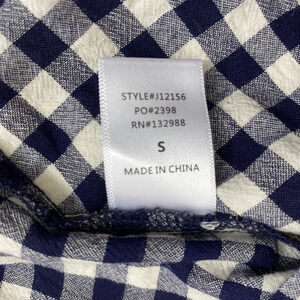 STYLE#J12156
PO#2398
RN#132988
S
MADE IN CHINA